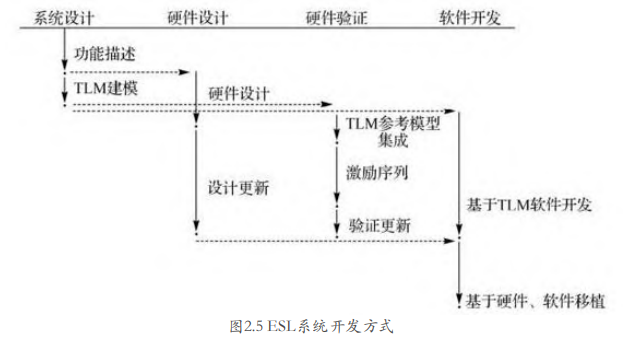 系统设计 硬件设计 硬件验证 软件开发
功能描述
TLM建模
硬件设计
TLM参考模型
集成
激励序列
设计更新
基于TLM软件开发
验证更新
基于硬件、软件移植
图2.5 ESL系统开发方式